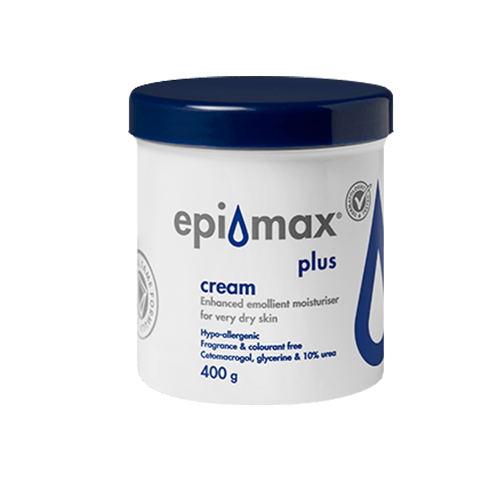 epimax®
plus
cream
Enhanced emollient moisturiser
for very dry skin
Hypo-allergenic
Fragrance & colourant free
Cetomacrogol, glycerine & 10% urea
400 g